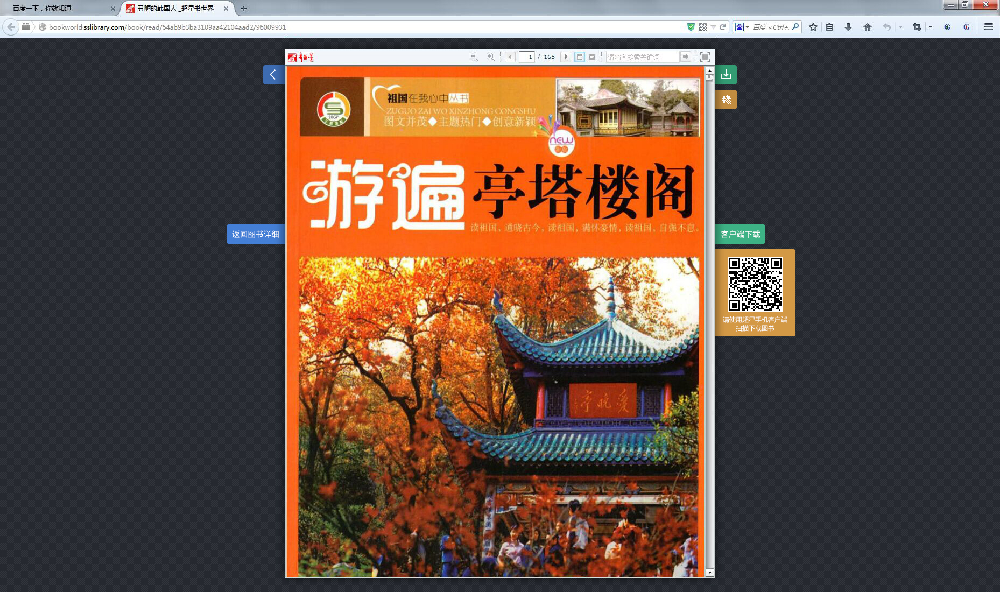 百度一下，你就知道
丑陋的韩国人_超星书世界
bookworld.sslibrary.com/book/read/54ab9b3ba3109aa42104aad2/96009931
百度 <Ctrl+.
超星
1 / 165
请输入检索关键词
SXGP
祖国在我心中丛书
ZUGUO ZAI WO XINZHONG CONGSHU
图文并茂◆主题热门◆创意新颖
new
新版
游遍亭塔楼阁
读祖国，通晓古今，读祖国，满怀豪情，读祖国，自强不息。
返回图书详细
客户端下载
请使用超星手机客户端
扫描下载图书
爱晚亭